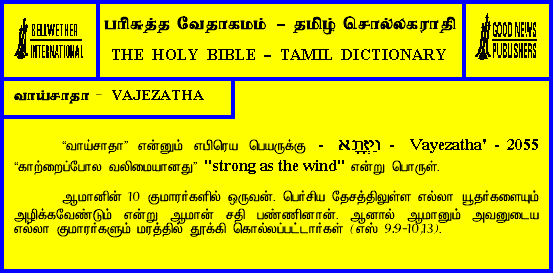 BELLWETHER
INTERNATIONAL
பரிசுத்த வேதாகமம் – தமிழ் சொல்லகராதி
THE HOLY BIBLE – TAMIL DICTIONARY
GOOD NEWS
PUBLISHERS
வாய்சாதா - VAJEZATHA
“வாய்சாதா” என்னும் எபிரெய பெயருக்கு - - Vayezatha' - 2055
“காற்றைப்போல வலிமையானது” "strong as the wind" என்று பொருள்.
ஆமானின் 10 குமாரர்களில் ஒருவன். பெர்சிய தேசத்திலுள்ள எல்லா யூதர்களையும்
அழிக்கவேண்டும் என்று ஆமான் சதி பண்ணினான். ஆனால் ஆமானும் அவனுடைய
எல்லா குமாரர்களும் மரத்தில் தூக்கி கொல்லப்பட்டார்கள் (எஸ் 9:9-10,13).